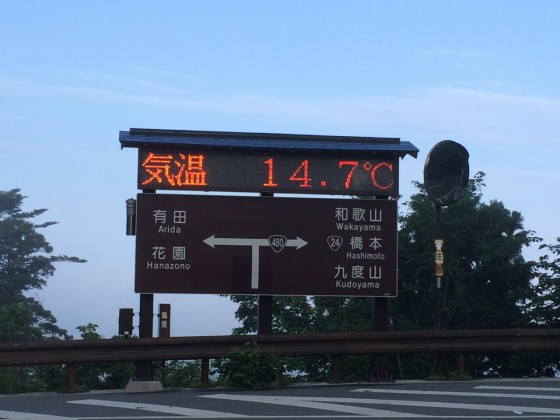 気温 14.7℃
有田
Arida
花園
Hanazono
480
和歌山
Wakayama
24 橋本
Hashimoto
九度山
Kudoyama